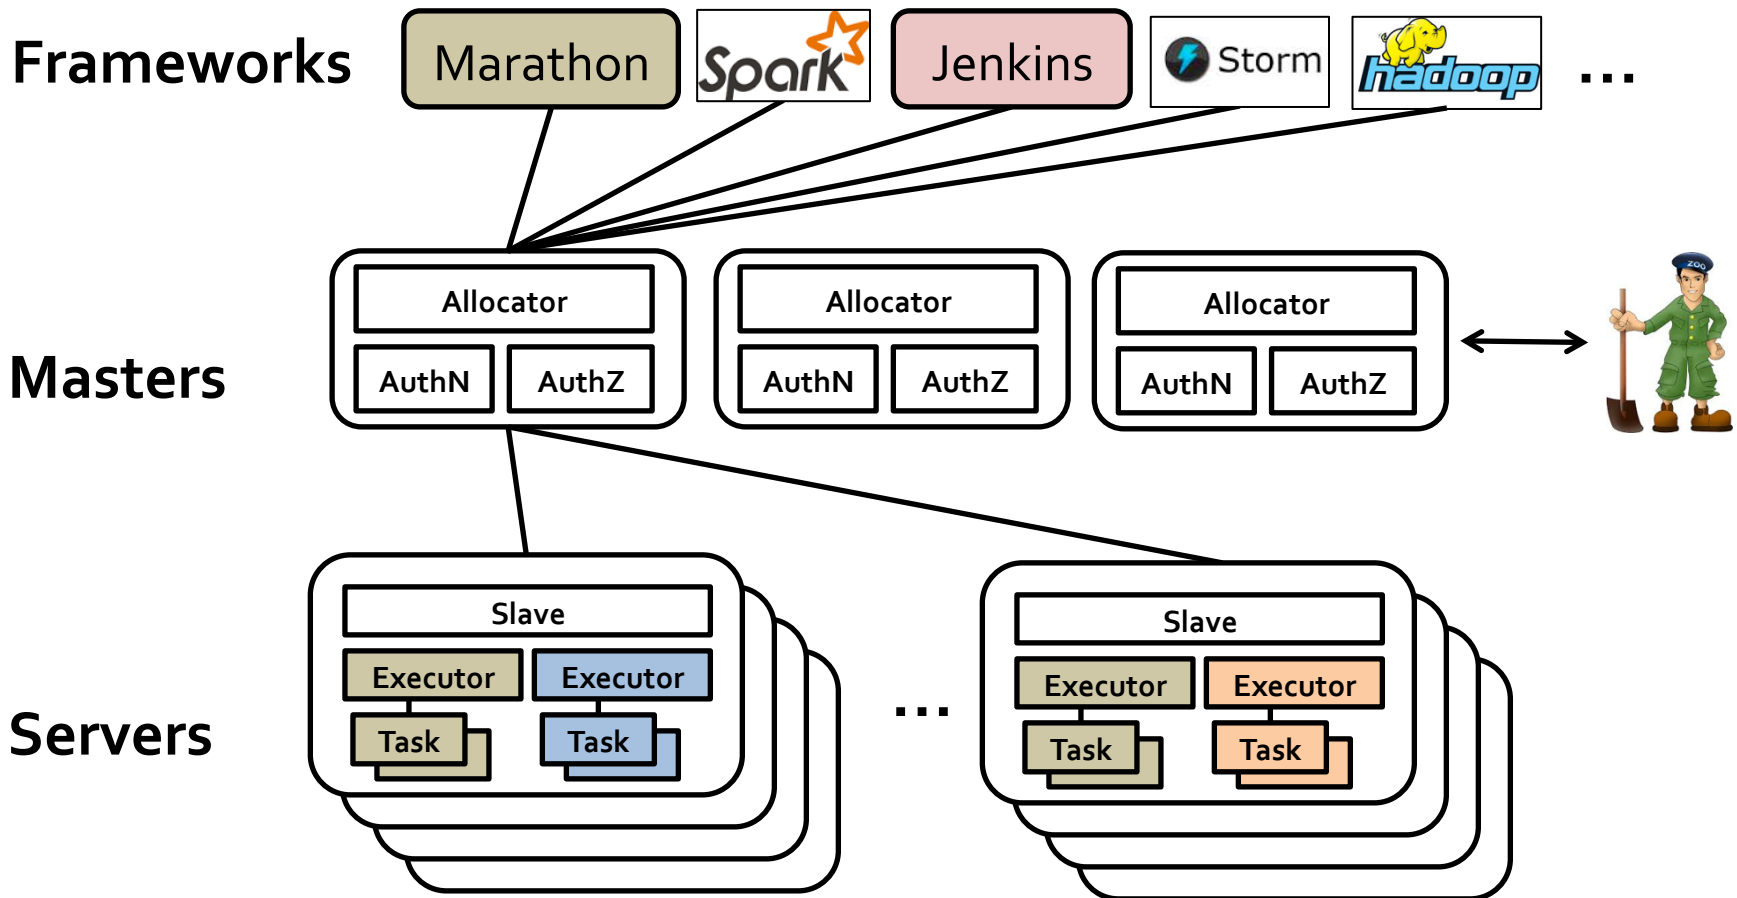 Frameworks
Marathon
Spark
Jenkins
Storm
hadoop
...
Masters
Allocator
AuthN
AuthZ
Allocator
AuthN
AuthZ
Allocator
AuthN
AuthZ
ZOO
Servers
Slave
Executor
Executor
Task
Task
...
Slave
Executor
Executor
Task
Task